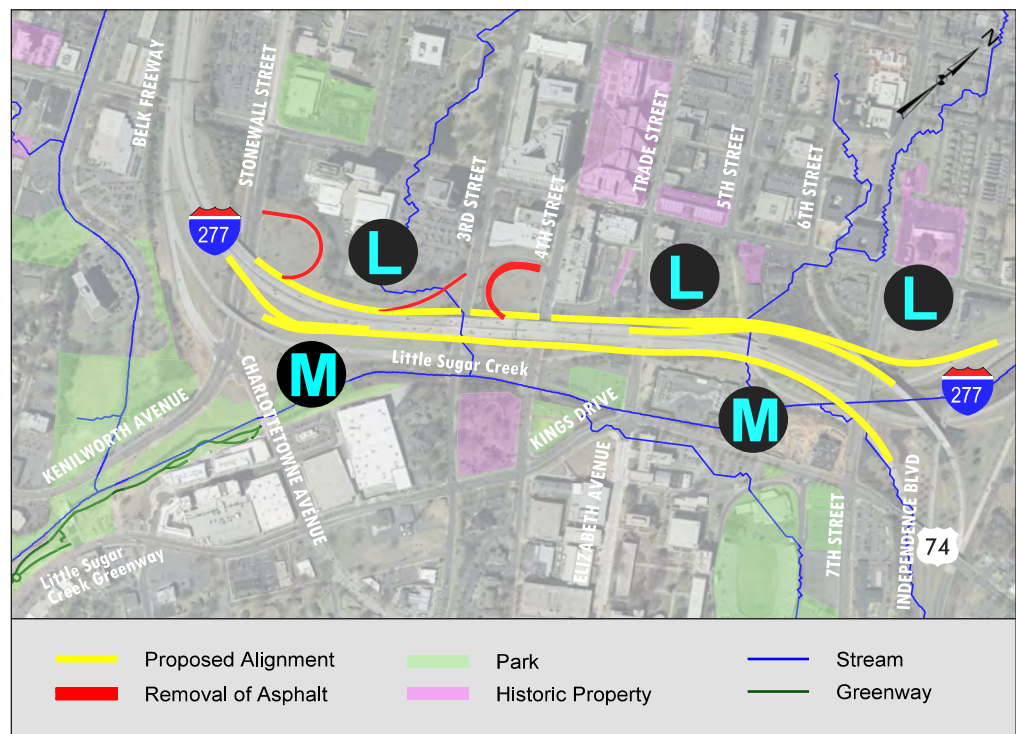 N
BELK FREEWAY
STONEWALL STREET
3RD STREET
4TH STREET
TRADE STREET
5TH STREET
6TH STREET
277
L
L
L
Little Sugar Creek
M
M
277
KENILWORTH AVENUE
CHARLOTTETOWNE AVENUE
KINGS DRIVE
ELIZABETH AVENUE
7TH STREET
INDEPENDENCE BLVD
74
Little Sugar
Creek Greenway
Proposed Alignment
Removal of Asphalt
Park
Historic Property
Stream
Greenway